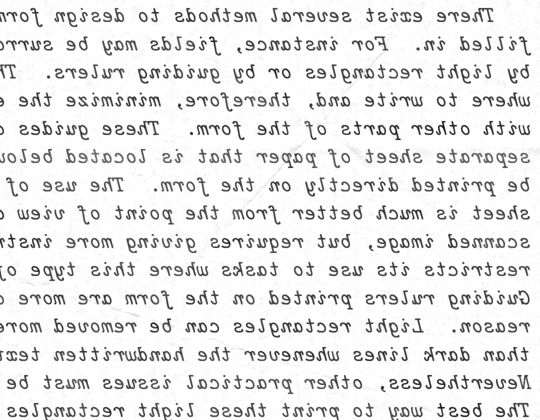 There exist several methods to design form
filled in. For instance, fields may be
by light rectangles or by guiding rulers.
where to write and, therefore, minimize the
with other parts of the form. These guides
separate sheet of paper that is located
be printed directly on the form. The use of
sheet is much better from the point of view
scanned image, but requires giving more
restricts its use to tasks where this type of
Guiding rulers printed on the form are more
reason. Light rectangles can be removed more
than dark lines whenever the handwritten text
Nevertheless, other practical issues must be
The best way to print these light rectangles